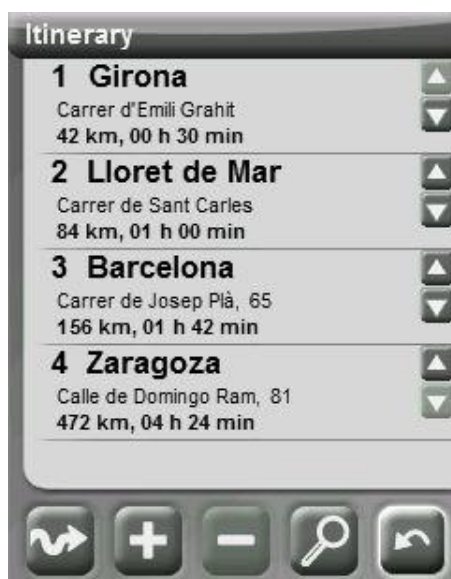 Itinerary
1 Girona
Carrer d'Emili Grahit
42 km, 00 h 30 min
2 Lloret de Mar
Carrer de Sant Carles
84 km, 01 h 00 min
3 Barcelona
Carrer de Josep Plà, 65
156 km, 01 h 42 min
4 Zaragoza
Calle de Domingo Ram, 81
472 km, 04 h 24 min